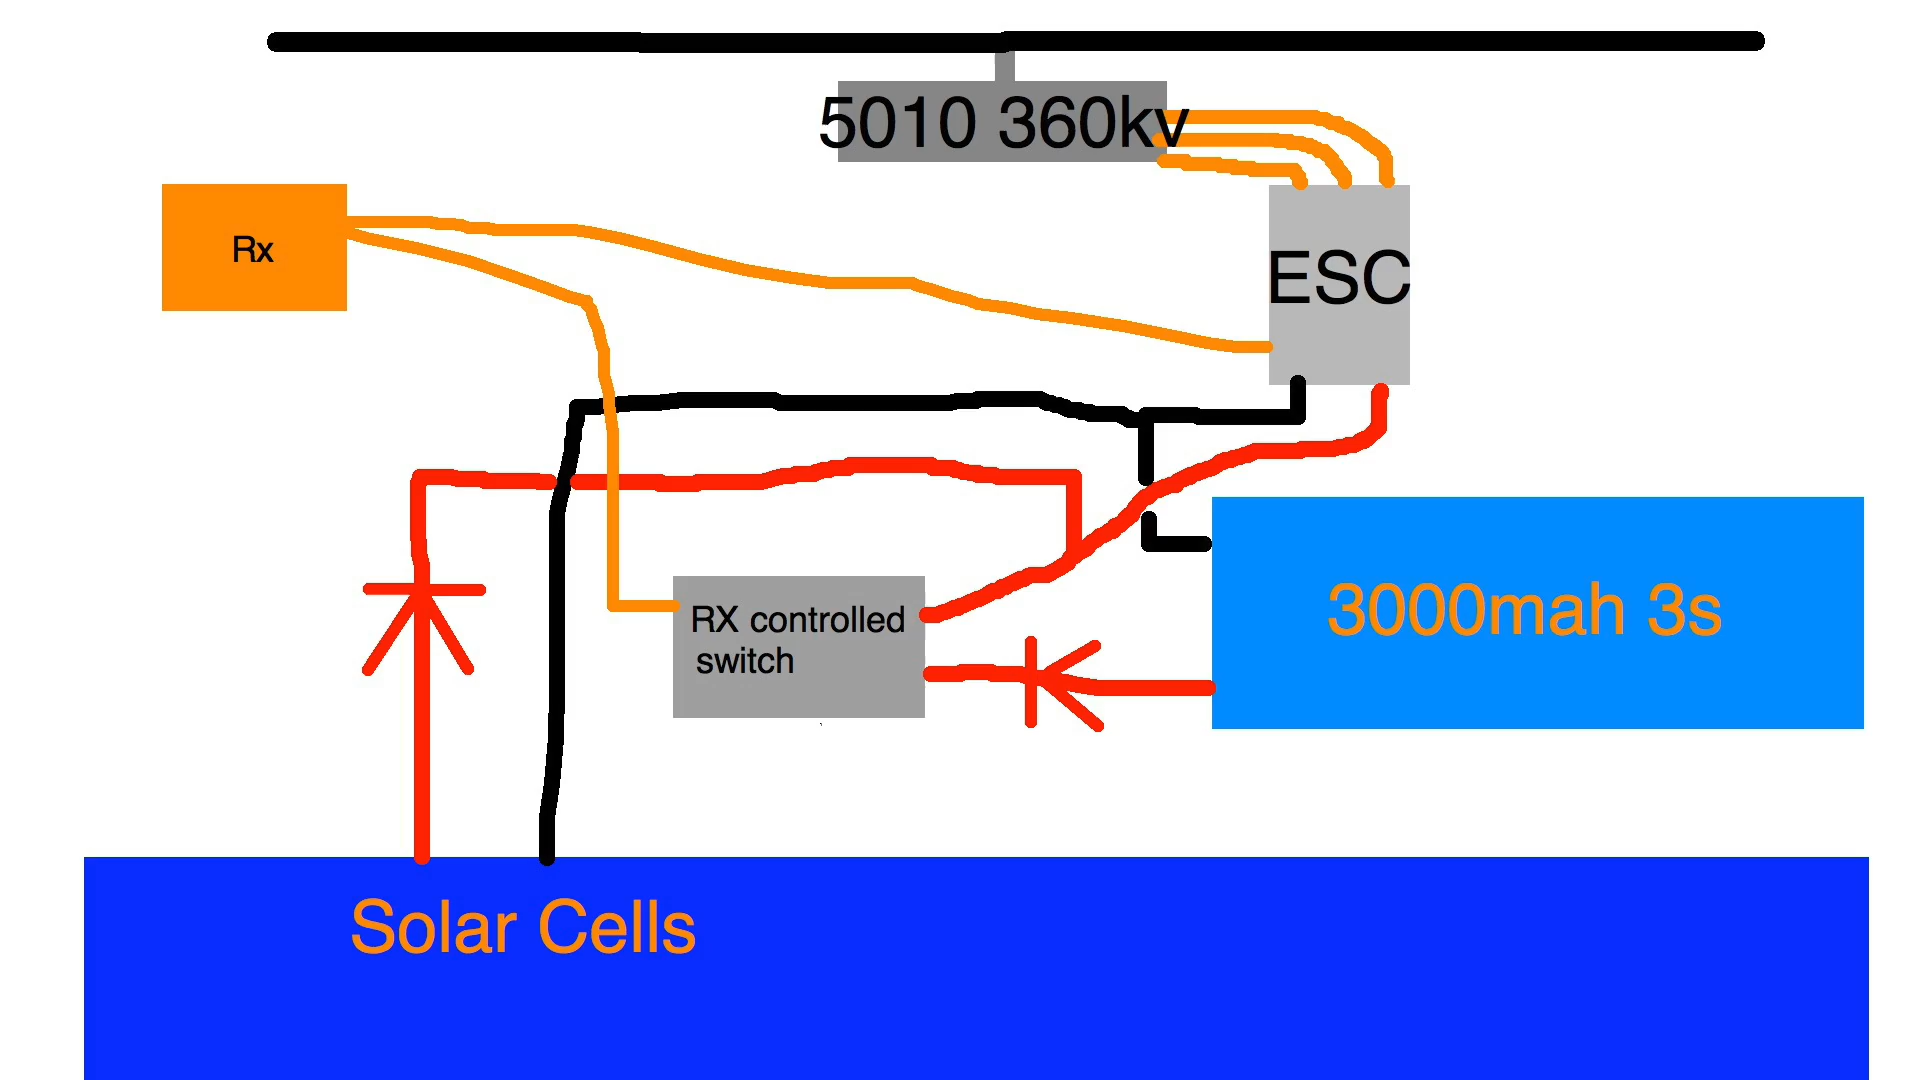 5010 360kv
Rx
ESC
RX controlled
switch
3000mah 3s
Solar Cells